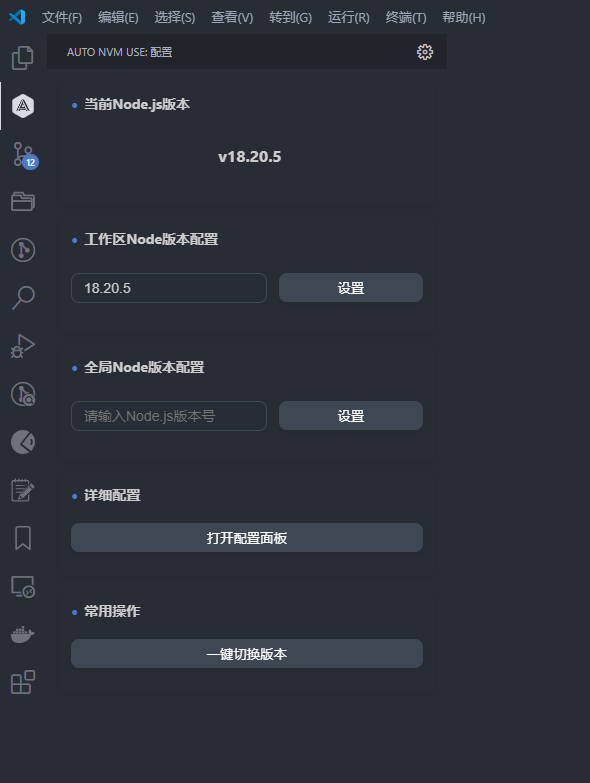 文件(F) 编辑(E) 选择(S) 查看(V) 转到(G) 运行(R) 终端(T) 帮助(H)
AUTO NVM USE: 配置
当前Node.js版本
v18.20.5
12
工作区Node版本配置
18.20.5 设置
全局Node版本配置
请输入Node.js版本号 设置
详细配置
打开配置面板
常用操作
一键切换版本